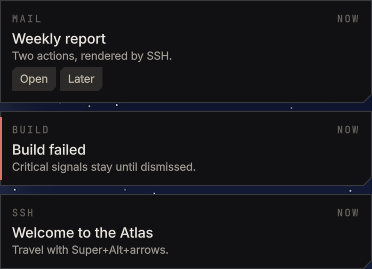 MAIL NOW
Weekly report
Two actions, rendered by SSH.
Open Later
BUILD NOW
Build failed
Critical signals stay until dismissed.
SSH NOW
Welcome to the Atlas
Travel with Super+Alt+arrows.